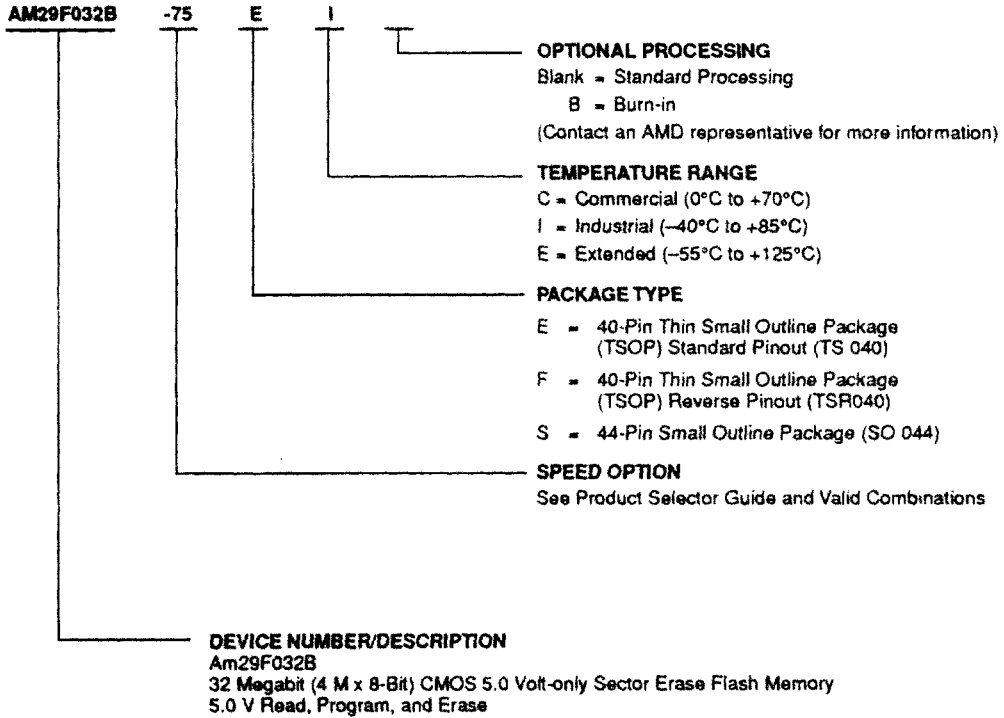 AM29F032B -75 E I
OPTIONAL PROCESSING
Blank = Standard Processing
B = Burn-in
(Contact an AMD representative for more information)
TEMPERATURE RANGE
C = Commercial (0°C to +70°C)
I = Industrial (–40°C to +85°C)
E = Extended (–55°C to +125°C)
PACKAGE TYPE
E = 40-Pin Thin Small Outline Package
(TSOP) Standard Pinout (TS 040)
F = 40-Pin Thin Small Outline Package
(TSOP) Reverse Pinout (TSR040)
S = 44-Pin Small Outline Package (SO 044)
SPEED OPTION
See Product Selector Guide and Valid Combinations
DEVICE NUMBER/DESCRIPTION
Am29F032B
32 Megabit (4 M x 8-Bit) CMOS 5.0 Volt-only Sector Erase Flash Memory
5.0 V Read, Program, and Erase